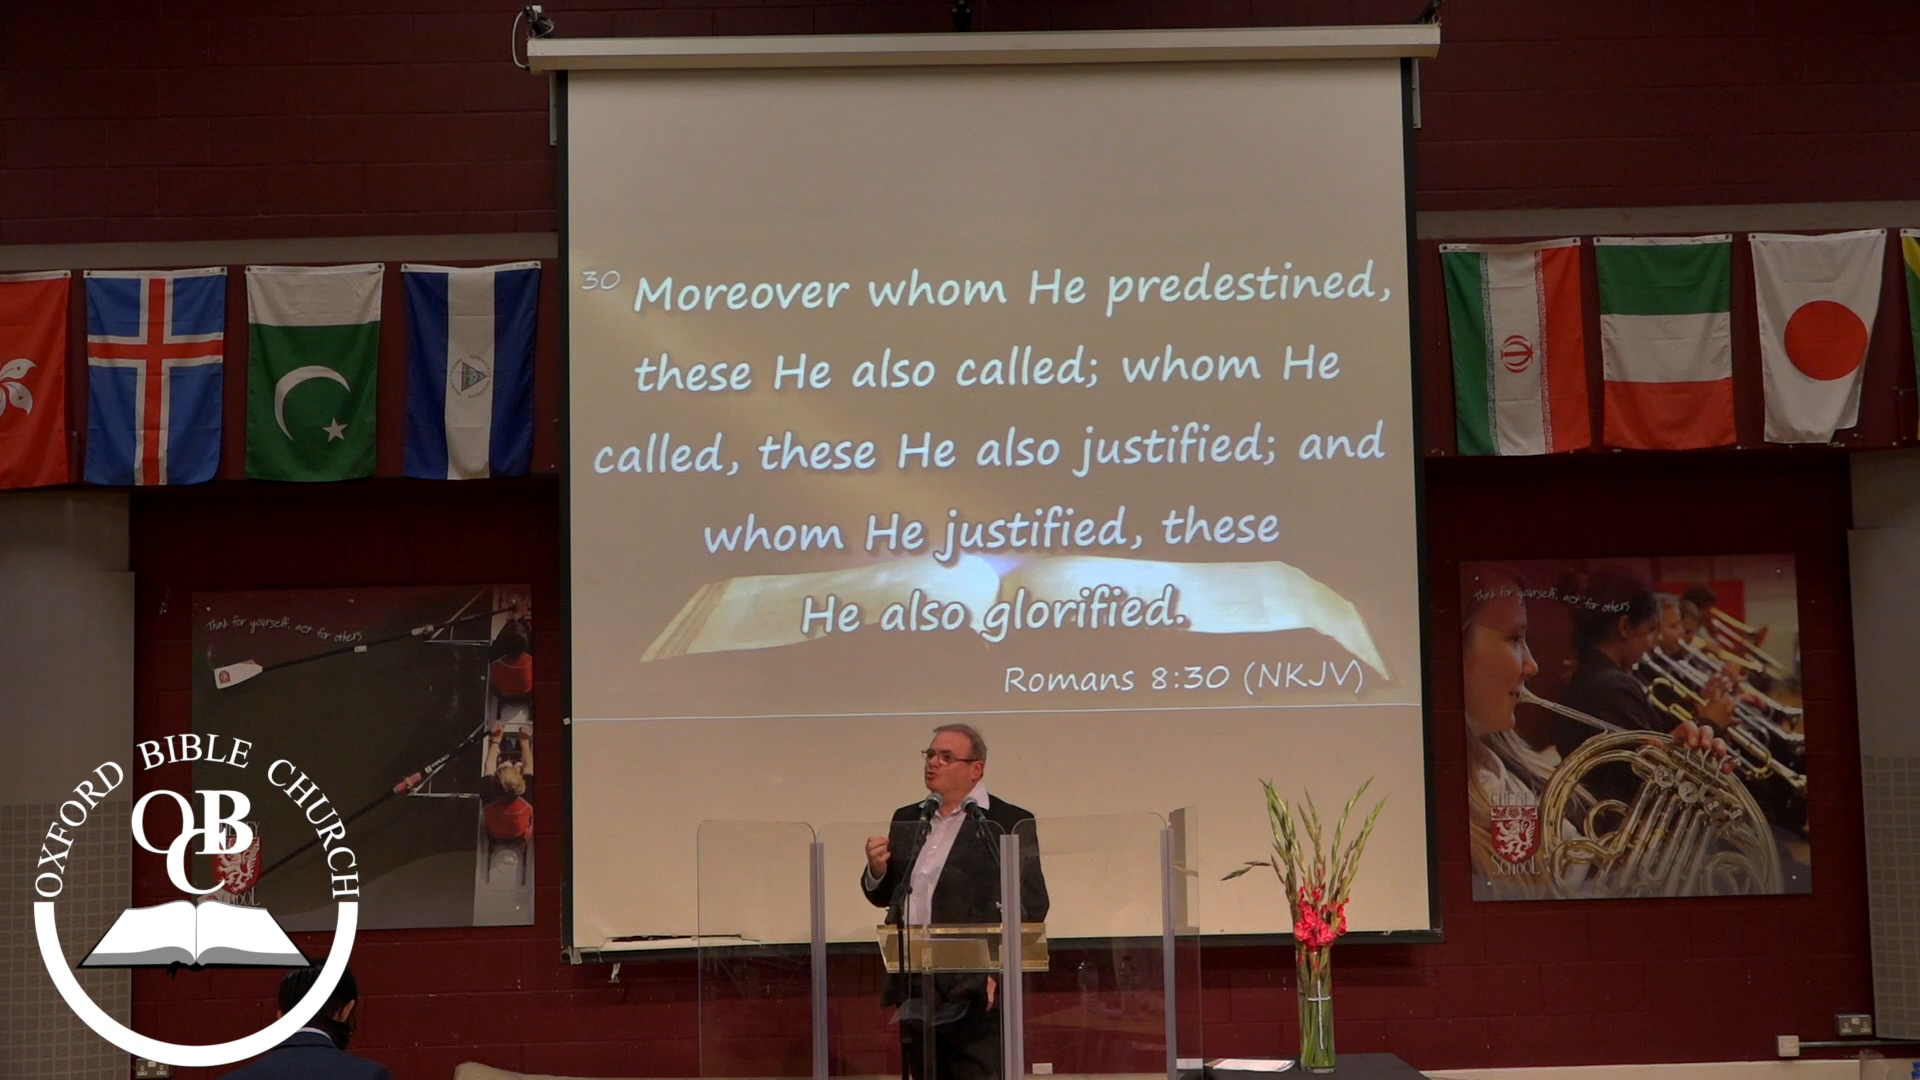 30 Moreover whom He predestined,
these He also called; whom He
called, these He also justified; and
whom He justified, these
He also glorified.
Romans 8:30 (NKJV)
Think for yourself, act for others
Think for yourself, act for others
SCHOOL
OXFORD BIBLE CHURCH
OBC